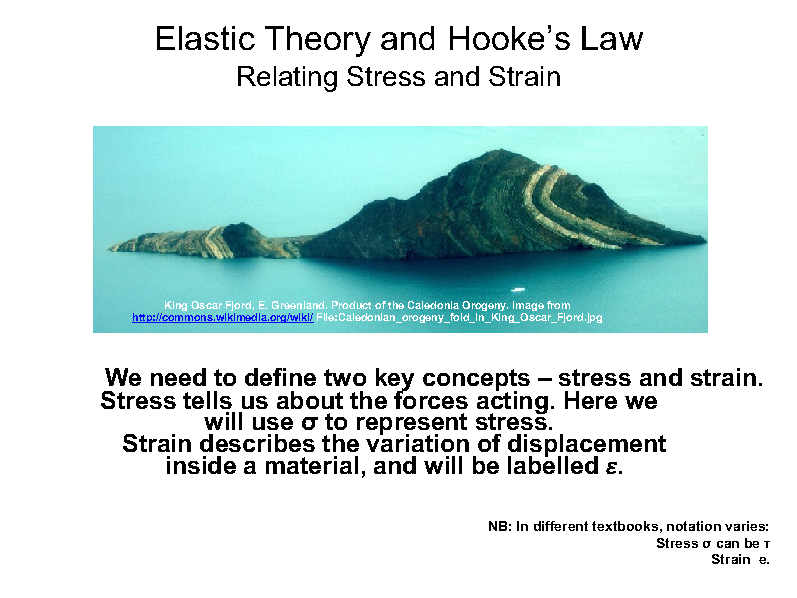 Elastic Theory and Hooke’s Law
Relating Stress and Strain
King Oscar Fjord, E. Greenland. Product of the Caledonia Orogeny. Image from
http://commons.wikimedia.org/wiki/ File:Caledonian_orogeny_fold_in_King_Oscar_Fjord.jpg
We need to define two key concepts – stress and strain.
Stress tells us about the forces acting. Here we
will use σ to represent stress.
Strain describes the variation of displacement
inside a material, and will be labelled ε.
NB: In different textbooks, notation varies:
Stress σ can be τ
Strain e.